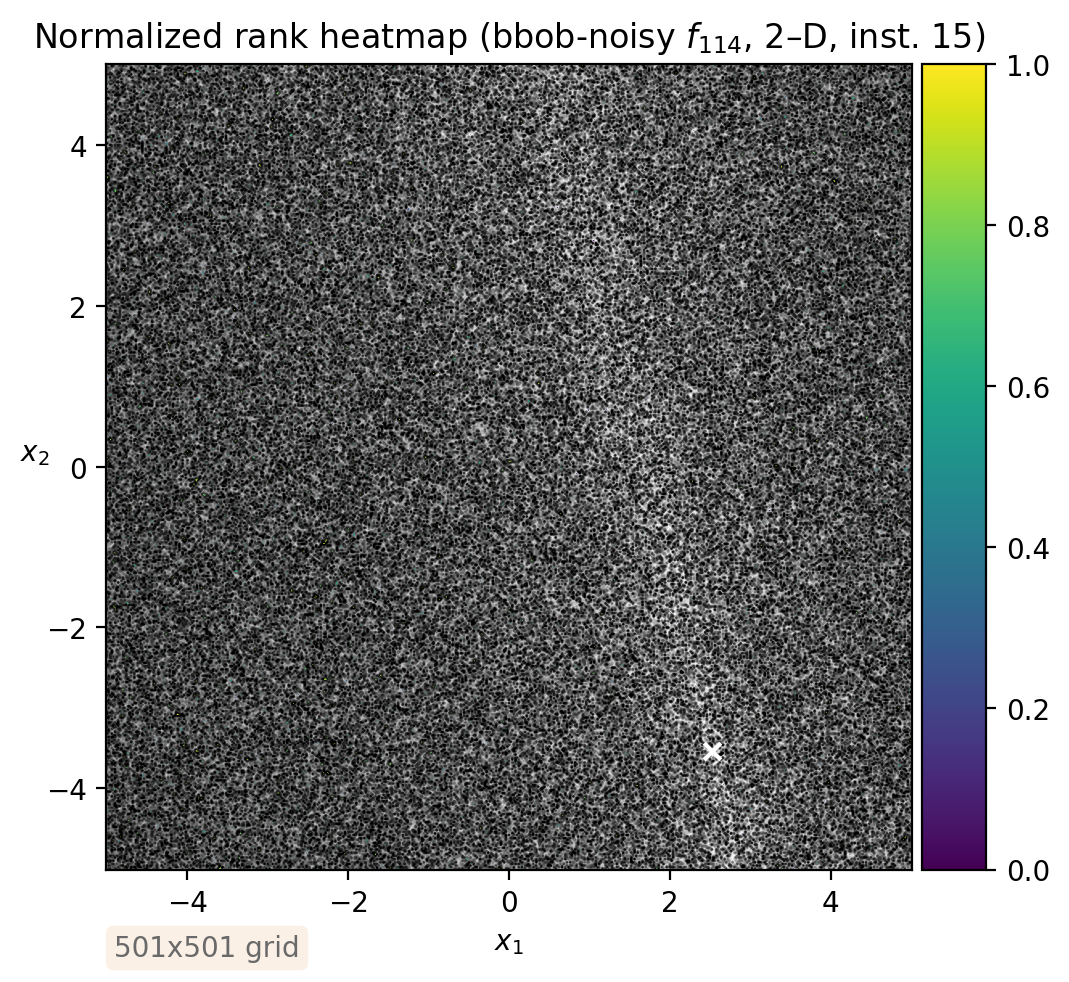 Normalized rank heatmap (bbob-noisy f₁₁₄, 2–D, inst. 15)
1.0
0.8
0.6
0.4
0.2
0.0
4
2
0
−2
−4
x₂
−4 −2 0 2 4
x₁
501x501 grid